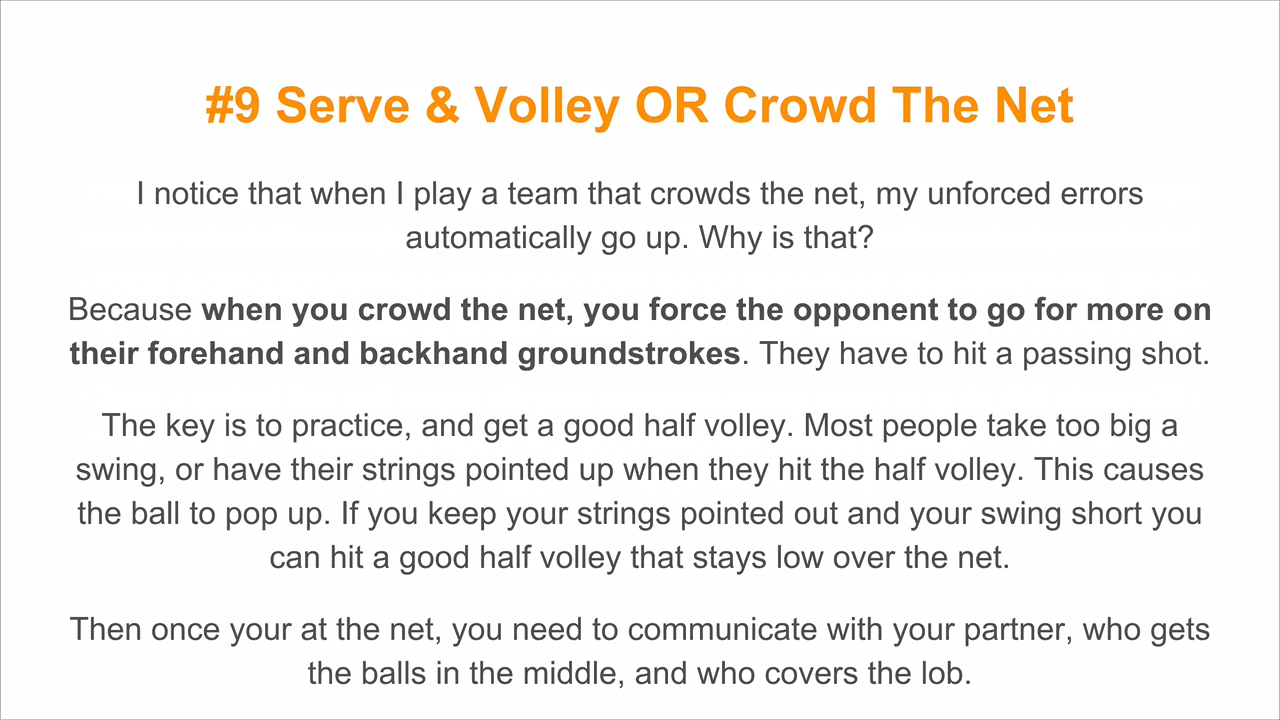 #9 Serve & Volley OR Crowd The Net
I notice that when I play a team that crowds the net, my unforced errors
automatically go up. Why is that?
Because when you crowd the net, you force the opponent to go for more on
their forehand and backhand groundstrokes. They have to hit a passing shot.
The key is to practice, and get a good half volley. Most people take too big a
swing, or have their strings pointed up when they hit the half volley. This causes
the ball to pop up. If you keep your strings pointed out and your swing short you
can hit a good half volley that stays low over the net.
Then once your at the net, you need to communicate with your partner, who gets
the balls in the middle, and who covers the lob.